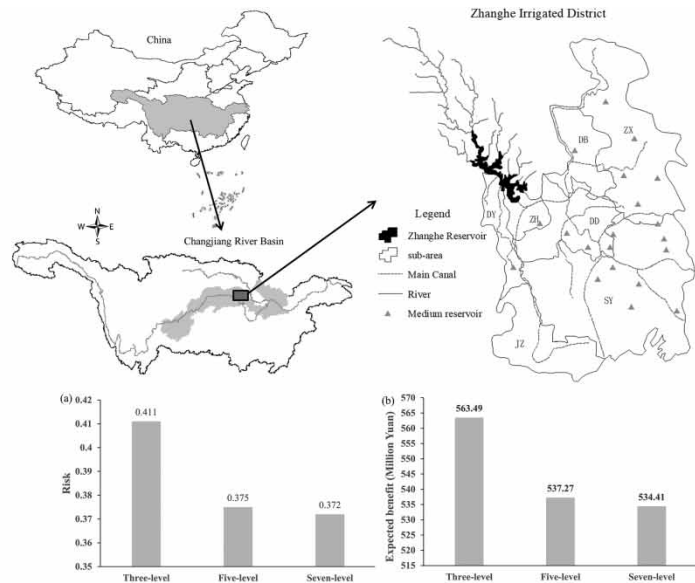 China
Zhanghe Irrigated District
DB
ZX
DY
ZH
DD
SY
JZ
N
W E
S
Changjiang River Basin
Legend
Zhanghe Reservoir
sub-area
Main Canal
River
Medium reservoir
(a)
Risk
0.42
0.41
0.4
0.39
0.38
0.37
0.36
0.35
0.411
0.375
0.372
Three-level
Five-level
Seven-level
(b)
Expected benefit (Million Yuan)
570
565
560
555
550
545
540
535
530
525
520
515
563.49
537.27
534.41
Three-level
Five-level
Seven-level